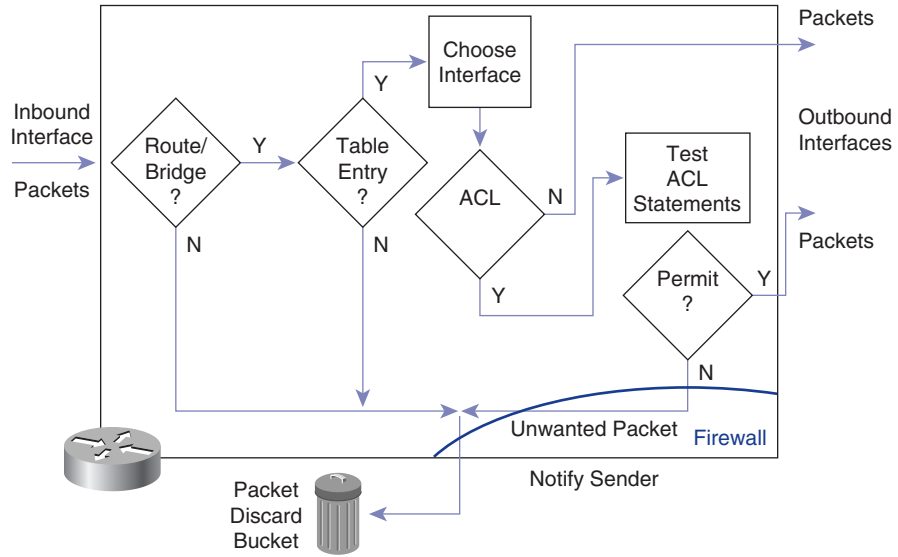 Packets
Choose
Interface
Y
Inbound
Interface
Packets
Route/
Bridge
?
Y
Table
Entry
?
ACL
N
Test
ACL
Statements
Outbound
Interfaces
Packets
N
N
Y
Permit
?
Y
N
Unwanted Packet
Firewall
Notify Sender
Packet
Discard
Bucket